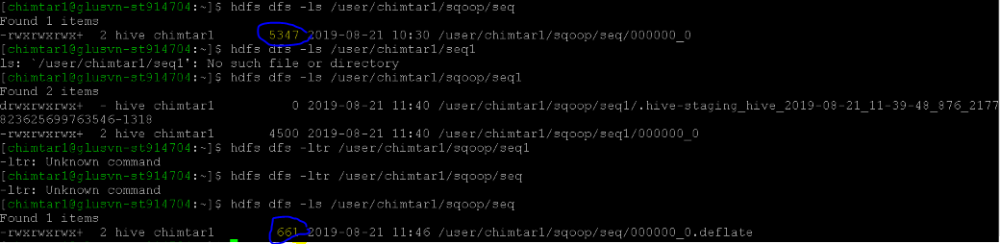 [chimtar1@glusvn-st914704:~]$ hdfs dfs -ls /user/chimtar1/sqoop/seq
Found 1 items
-rwxrwxrwx+  2 hive chimtar1       5347 2019-08-21 10:30 /user/chimtar1/sqoop/seq/000000_0
[chimtar1@glusvn-st914704:~]$ hdfs dfs -ls /user/chimtar1/seq1
ls: `/user/chimtar1/seq1': No such file or directory
[chimtar1@glusvn-st914704:~]$ hdfs dfs -ls /user/chimtar1/sqoop/seq1
Found 2 items
drwxrwxrwx+  - hive chimtar1          0 2019-08-21 11:40 /user/chimtar1/sqoop/seq1/.hive-staging_hive_2019-08-21_11-39-48_876_2177
823625699763546-1318
-rwxrwxrwx+  2 hive chimtar1       4500 2019-08-21 11:40 /user/chimtar1/sqoop/seq1/000000_0
[chimtar1@glusvn-st914704:~]$ hdfs dfs -ltr /user/chimtar1/sqoop/seq1
-ltr: Unknown command
[chimtar1@glusvn-st914704:~]$ hdfs dfs -ltr /user/chimtar1/sqoop/seq
-ltr: Unknown command
[chimtar1@glusvn-st914704:~]$ hdfs dfs -ls /user/chimtar1/sqoop/seq
Found 1 items
-rwxrwxrwx+  2 hive chimtar1        661 2019-08-21 11:46 /user/chimtar1/sqoop/seq/000000_0.deflate